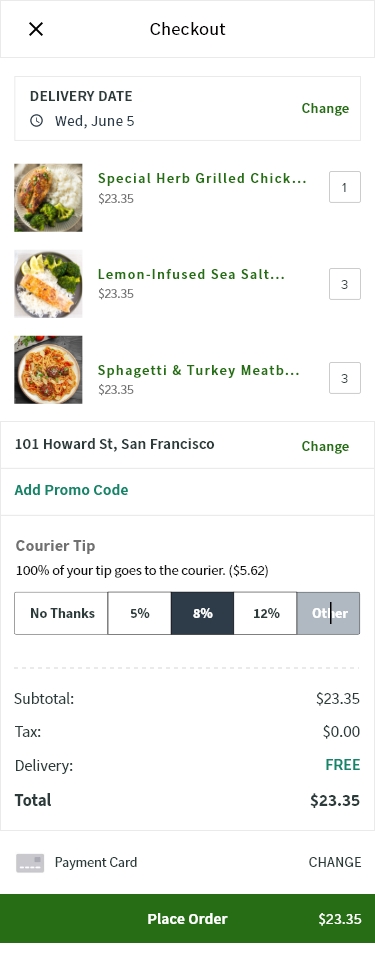 Checkout
DELIVERY DATE
Wed, June 5
Change
Special Herb Grilled Chick...
$23.35
1
Lemon-Infused Sea Salt...
$23.35
3
Sphagetti & Turkey Meatb...
$23.35
3
101 Howard St, San Francisco
Change
Add Promo Code
Courier Tip
100% of your tip goes to the courier. ($5.62)
No Thanks 5% 8% 12% Other
Subtotal: $23.35
Tax: $0.00
Delivery: FREE
Total $23.35
Payment Card CHANGE
Place Order $23.35